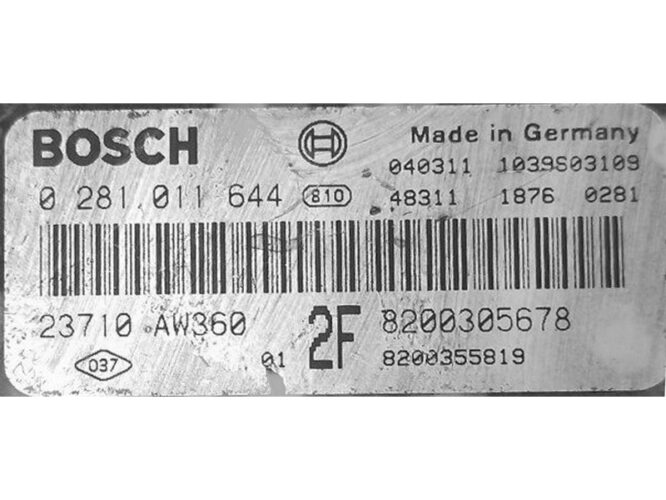 BOSCH Made in Germany
040311 1039S03109
0 281 011 644 810 48311 1876 0281
23710 AW360 2F 8200305678
037 01 8200355819